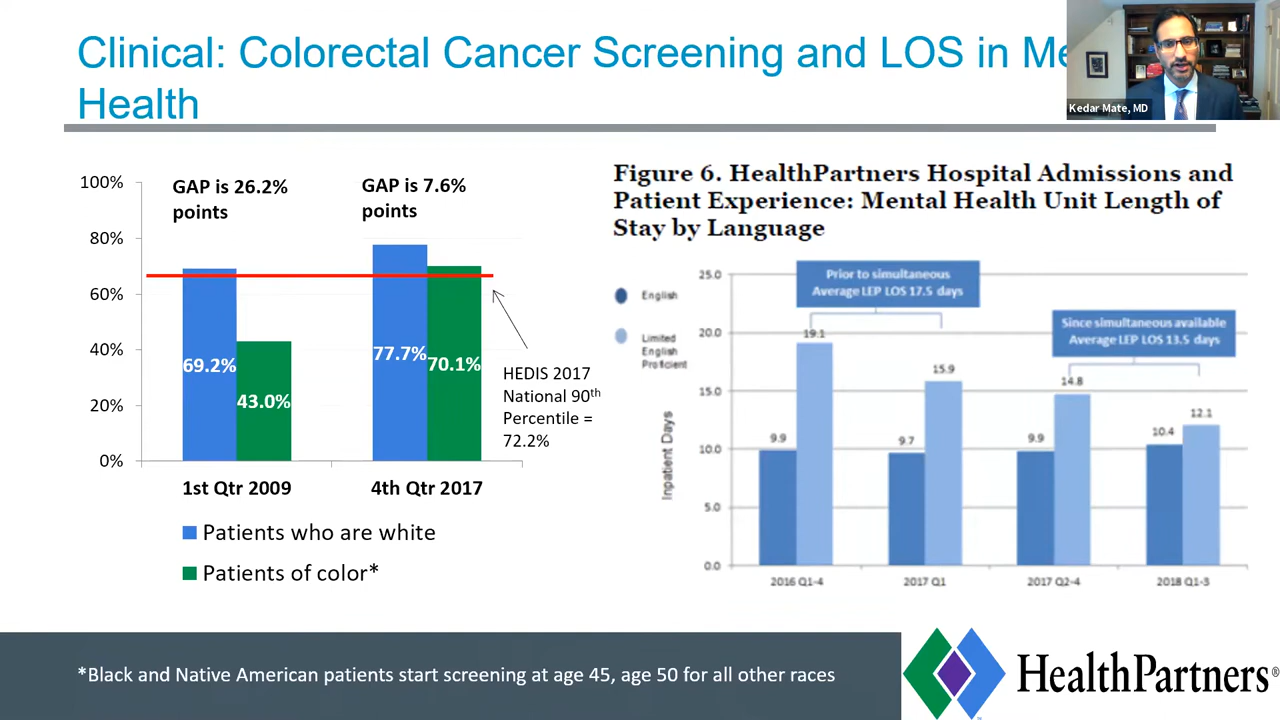 Clinical: Colorectal Cancer Screening and LOS in Me
Health
Kedar Mate, MD
100%
80%
60%
40%
20%
0%
GAP is 26.2%
points
GAP is 7.6%
points
69.2%
43.0%
77.7%
70.1%
HEDIS 2017
National 90th
Percentile =
72.2%
1st Qtr 2009
4th Qtr 2017
Patients who are white
Patients of color*
Figure 6. HealthPartners Hospital Admissions and
Patient Experience: Mental Health Unit Length of
Stay by Language
English
Limited
English
Proficient
Inpatient Days
25.0
20.0
15.0
10.0
5.0
0.0
Prior to simultaneous
Average LEP LOS 17.5 days
Since simultaneous available
Average LEP LOS 13.5 days
9.9
19.1
9.7
15.9
9.9
14.8
10.4
12.1
2016 Q1-4
2017 Q1
2017 Q2-4
2018 Q1-3
*Black and Native American patients start screening at age 45, age 50 for all other races
HealthPartners®